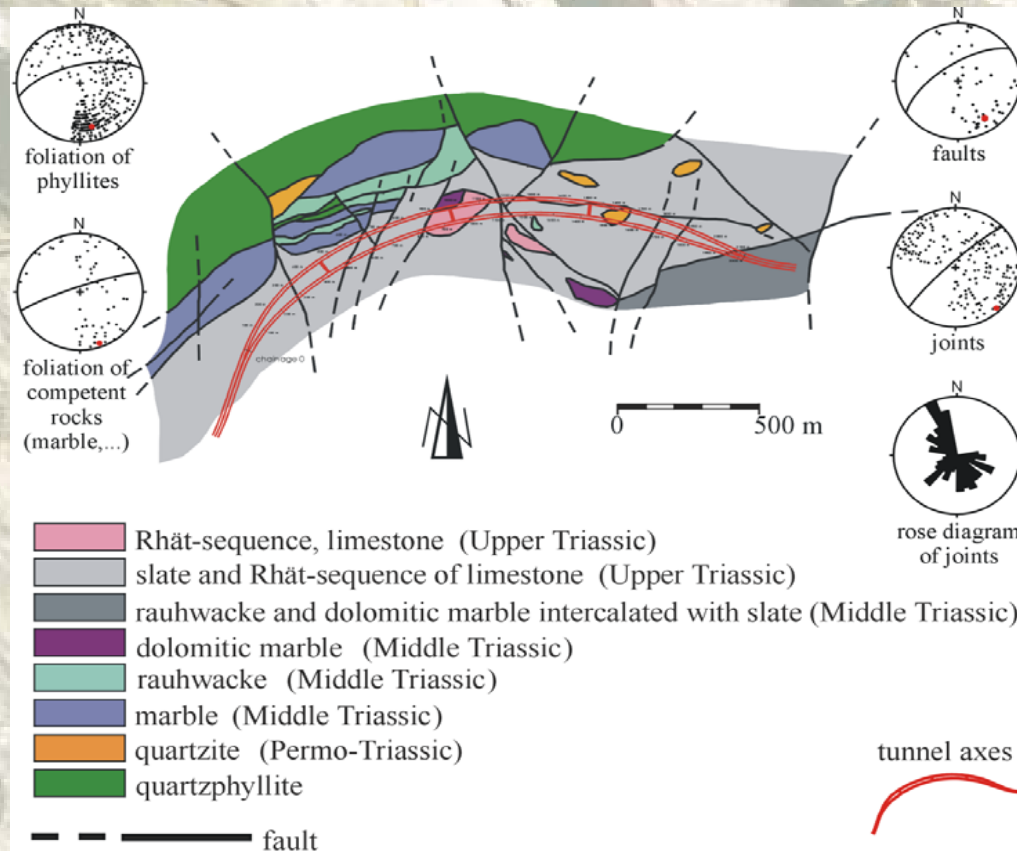 N
foliation of
phyllites
N
foliation of
competent
rocks
(marble,...)
N
faults
N
joints
N
rose diagram
of joints
chainage 0
0
500 m
Rhät-sequence, limestone (Upper Triassic)
slate and Rhät-sequence of limestone (Upper Triassic)
rauhwacke and dolomitic marble intercalated with slate (Middle Triassic)
dolomitic marble (Middle Triassic)
rauhwacke (Middle Triassic)
marble (Middle Triassic)
quartzite (Permo-Triassic)
quartzphyllite
fault
tunnel axes